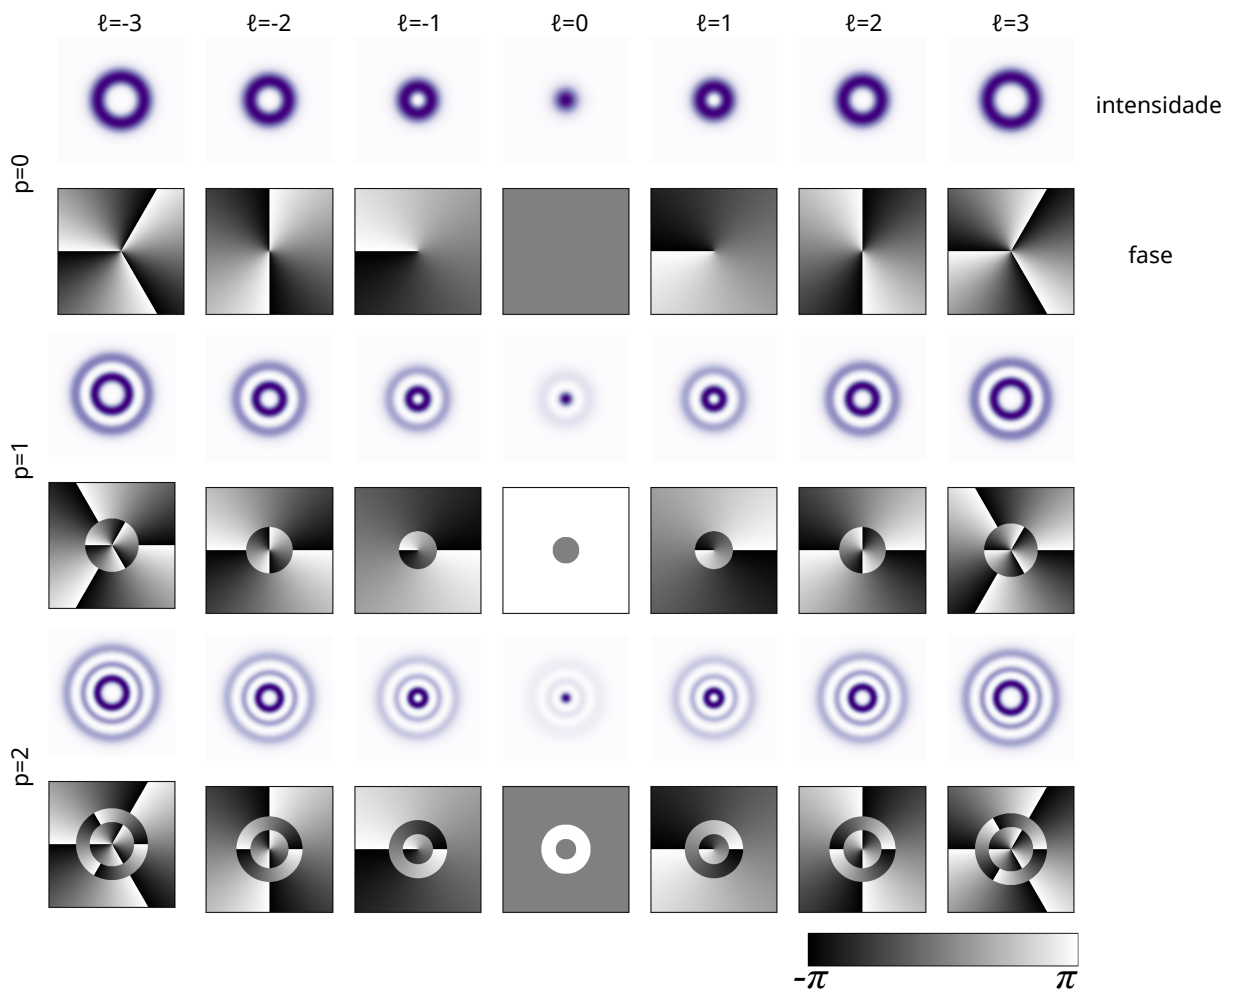 ℓ=-3 ℓ=-2 ℓ=-1 ℓ=0 ℓ=1 ℓ=2 ℓ=3
intensidade
p=0
fase
p=1
p=2
-π π